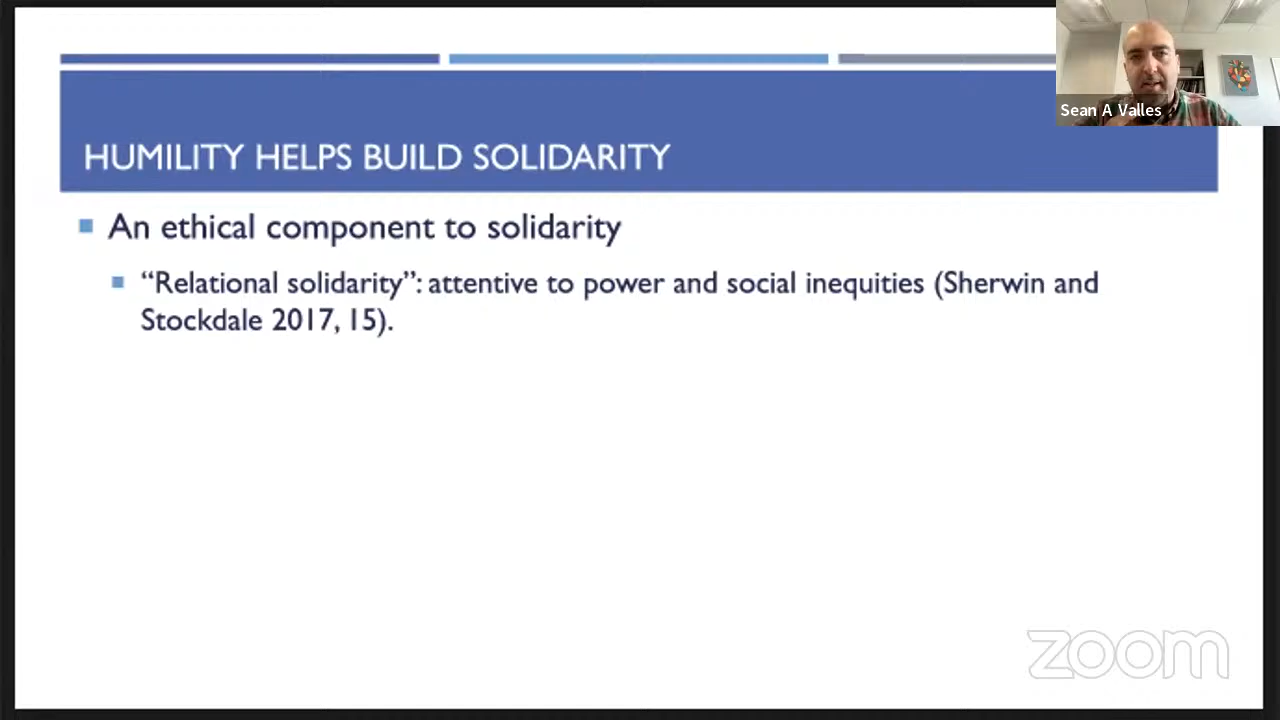 Sean A Valles
HUMILITY HELPS BUILD SOLIDARITY
An ethical component to solidarity
“Relational solidarity”: attentive to power and social inequities (Sherwin and
Stockdale 2017, 15).
zoom